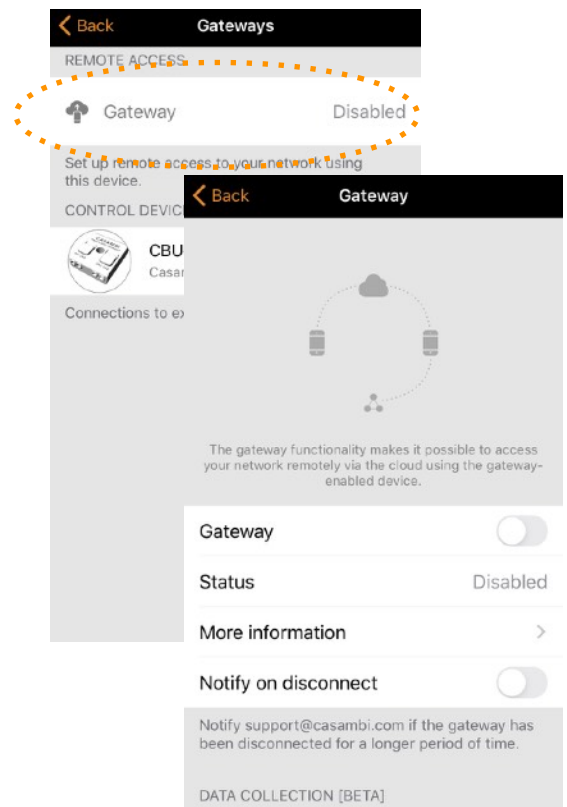 Back Gateways
REMOTE ACCESS
Gateway Disabled
Set up remote access to your network using
this device.
CONTROL
CBU
Connections to
Back Gateway
The gateway functionality makes it possible to access
your network remotely via the cloud using the gateway-
enabled device.
Gateway
Status Disabled
More information
Notify on disconnect
Notify support@casambi.com if the gateway has
been disconnected for a longer period of time.
DATA COLLECTION [BETA]